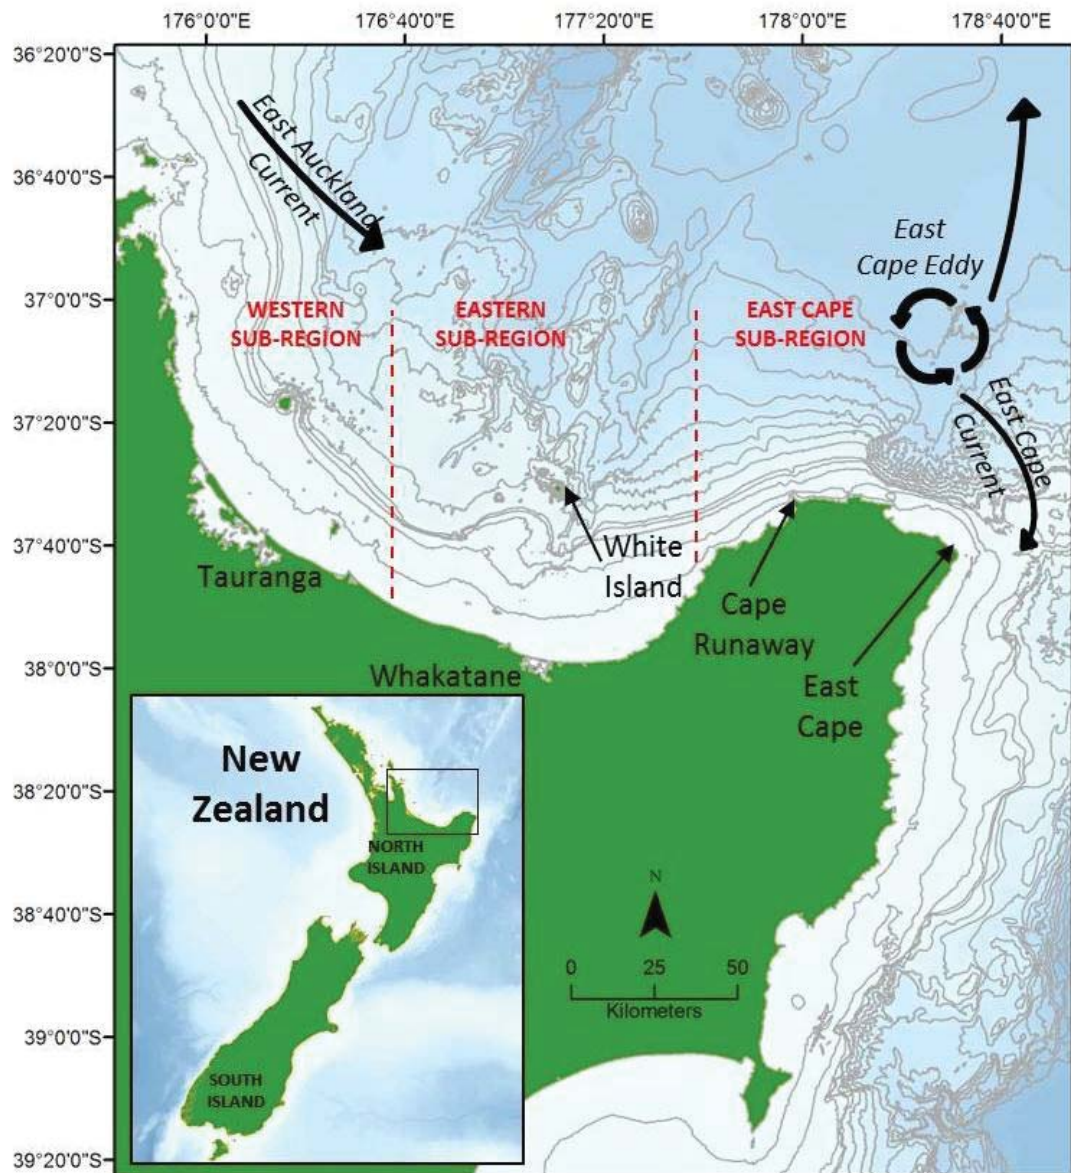 176°0'0"E 176°40'0"E 177°20'0"E 178°0'0"E 178°40'0"E
36°20'0"S
36°40'0"S
37°0'0"S
37°20'0"S
37°40'0"S
38°0'0"S
38°20'0"S
38°40'0"S
39°0'0"S
39°20'0"S
East Auckland
Current
WESTERN
SUB-REGION
EASTERN
SUB-REGION
EAST CAPE
SUB-REGION
East
Cape Eddy
East Cape
Current
White
Island
Tauranga
Cape
Runaway
Whakatane
East
Cape
New
Zealand
NORTH
ISLAND
SOUTH
ISLAND
N
0 25 50
Kilometers